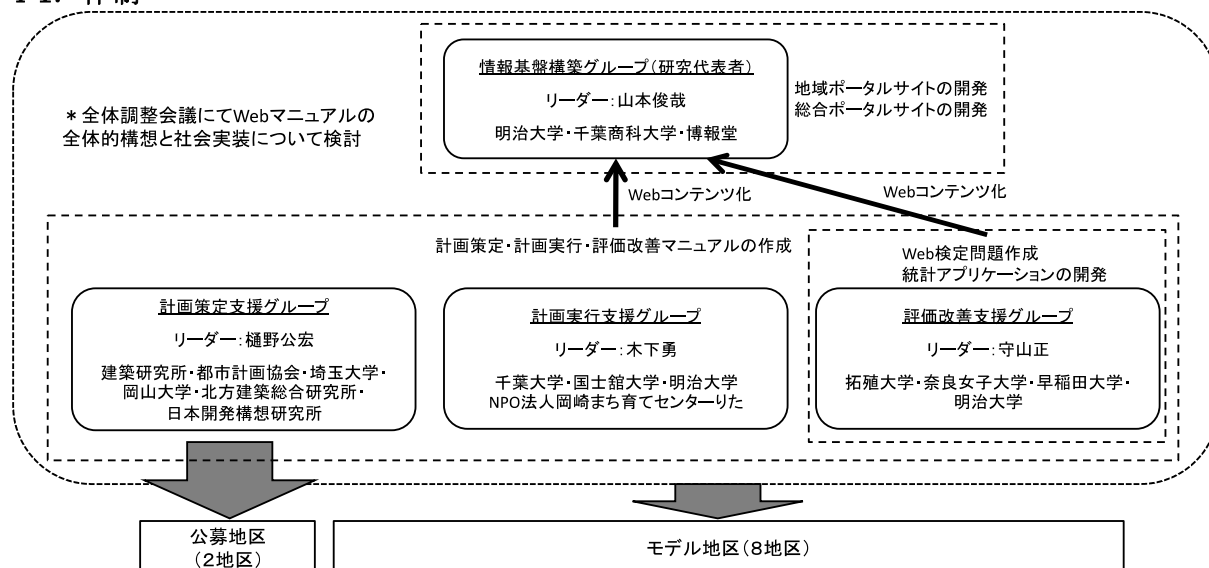 情報基盤構築グループ(研究代表者)
リーダー:山本俊哉
明治大学・千葉商科大学・博報堂
地域ポータルサイトの開発
総合ポータルサイトの開発
*全体調整会議にてWebマニュアルの
全体的構想と社会実装について検討
Webコンテンツ化
Webコンテンツ化
計画策定・計画実行・評価改善マニュアルの作成
Web検定問題作成
統計アプリケーションの開発
計画策定支援グループ
リーダー:樋野公宏
建築研究所・都市計画協会・埼玉大学・
岡山大学・北方建築総合研究所・
日本開発構想研究所
計画実行支援グループ
リーダー:木下勇
千葉大学・国士舘大学・明治大学
NPO法人岡崎まち育てセンターりた
評価改善支援グループ
リーダー:守山正
拓殖大学・奈良女子大学・早稲田大学・
明治大学
公募地区
(2地区)
モデル地区(8地区)